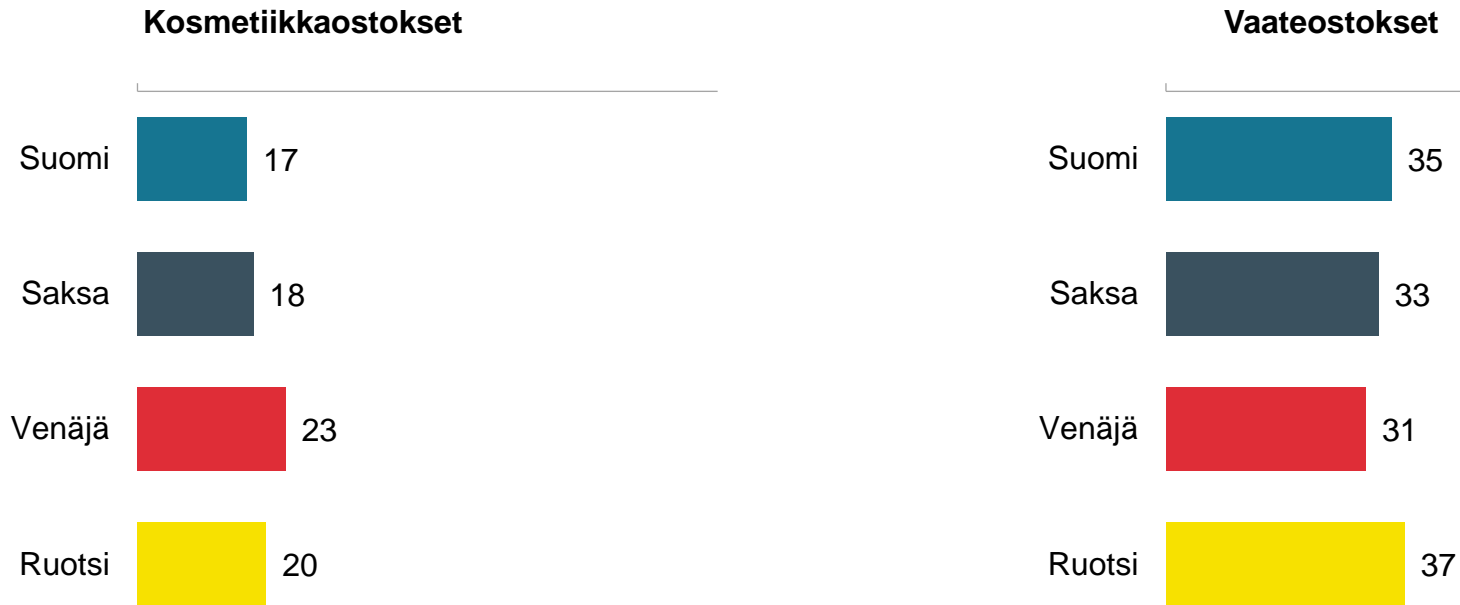 Kosmetiikkaostokset
Suomi 17
Saksa 18
Venäjä 23
Ruotsi 20
Vaateostokset
Suomi 35
Saksa 33
Venäjä 31
Ruotsi 37